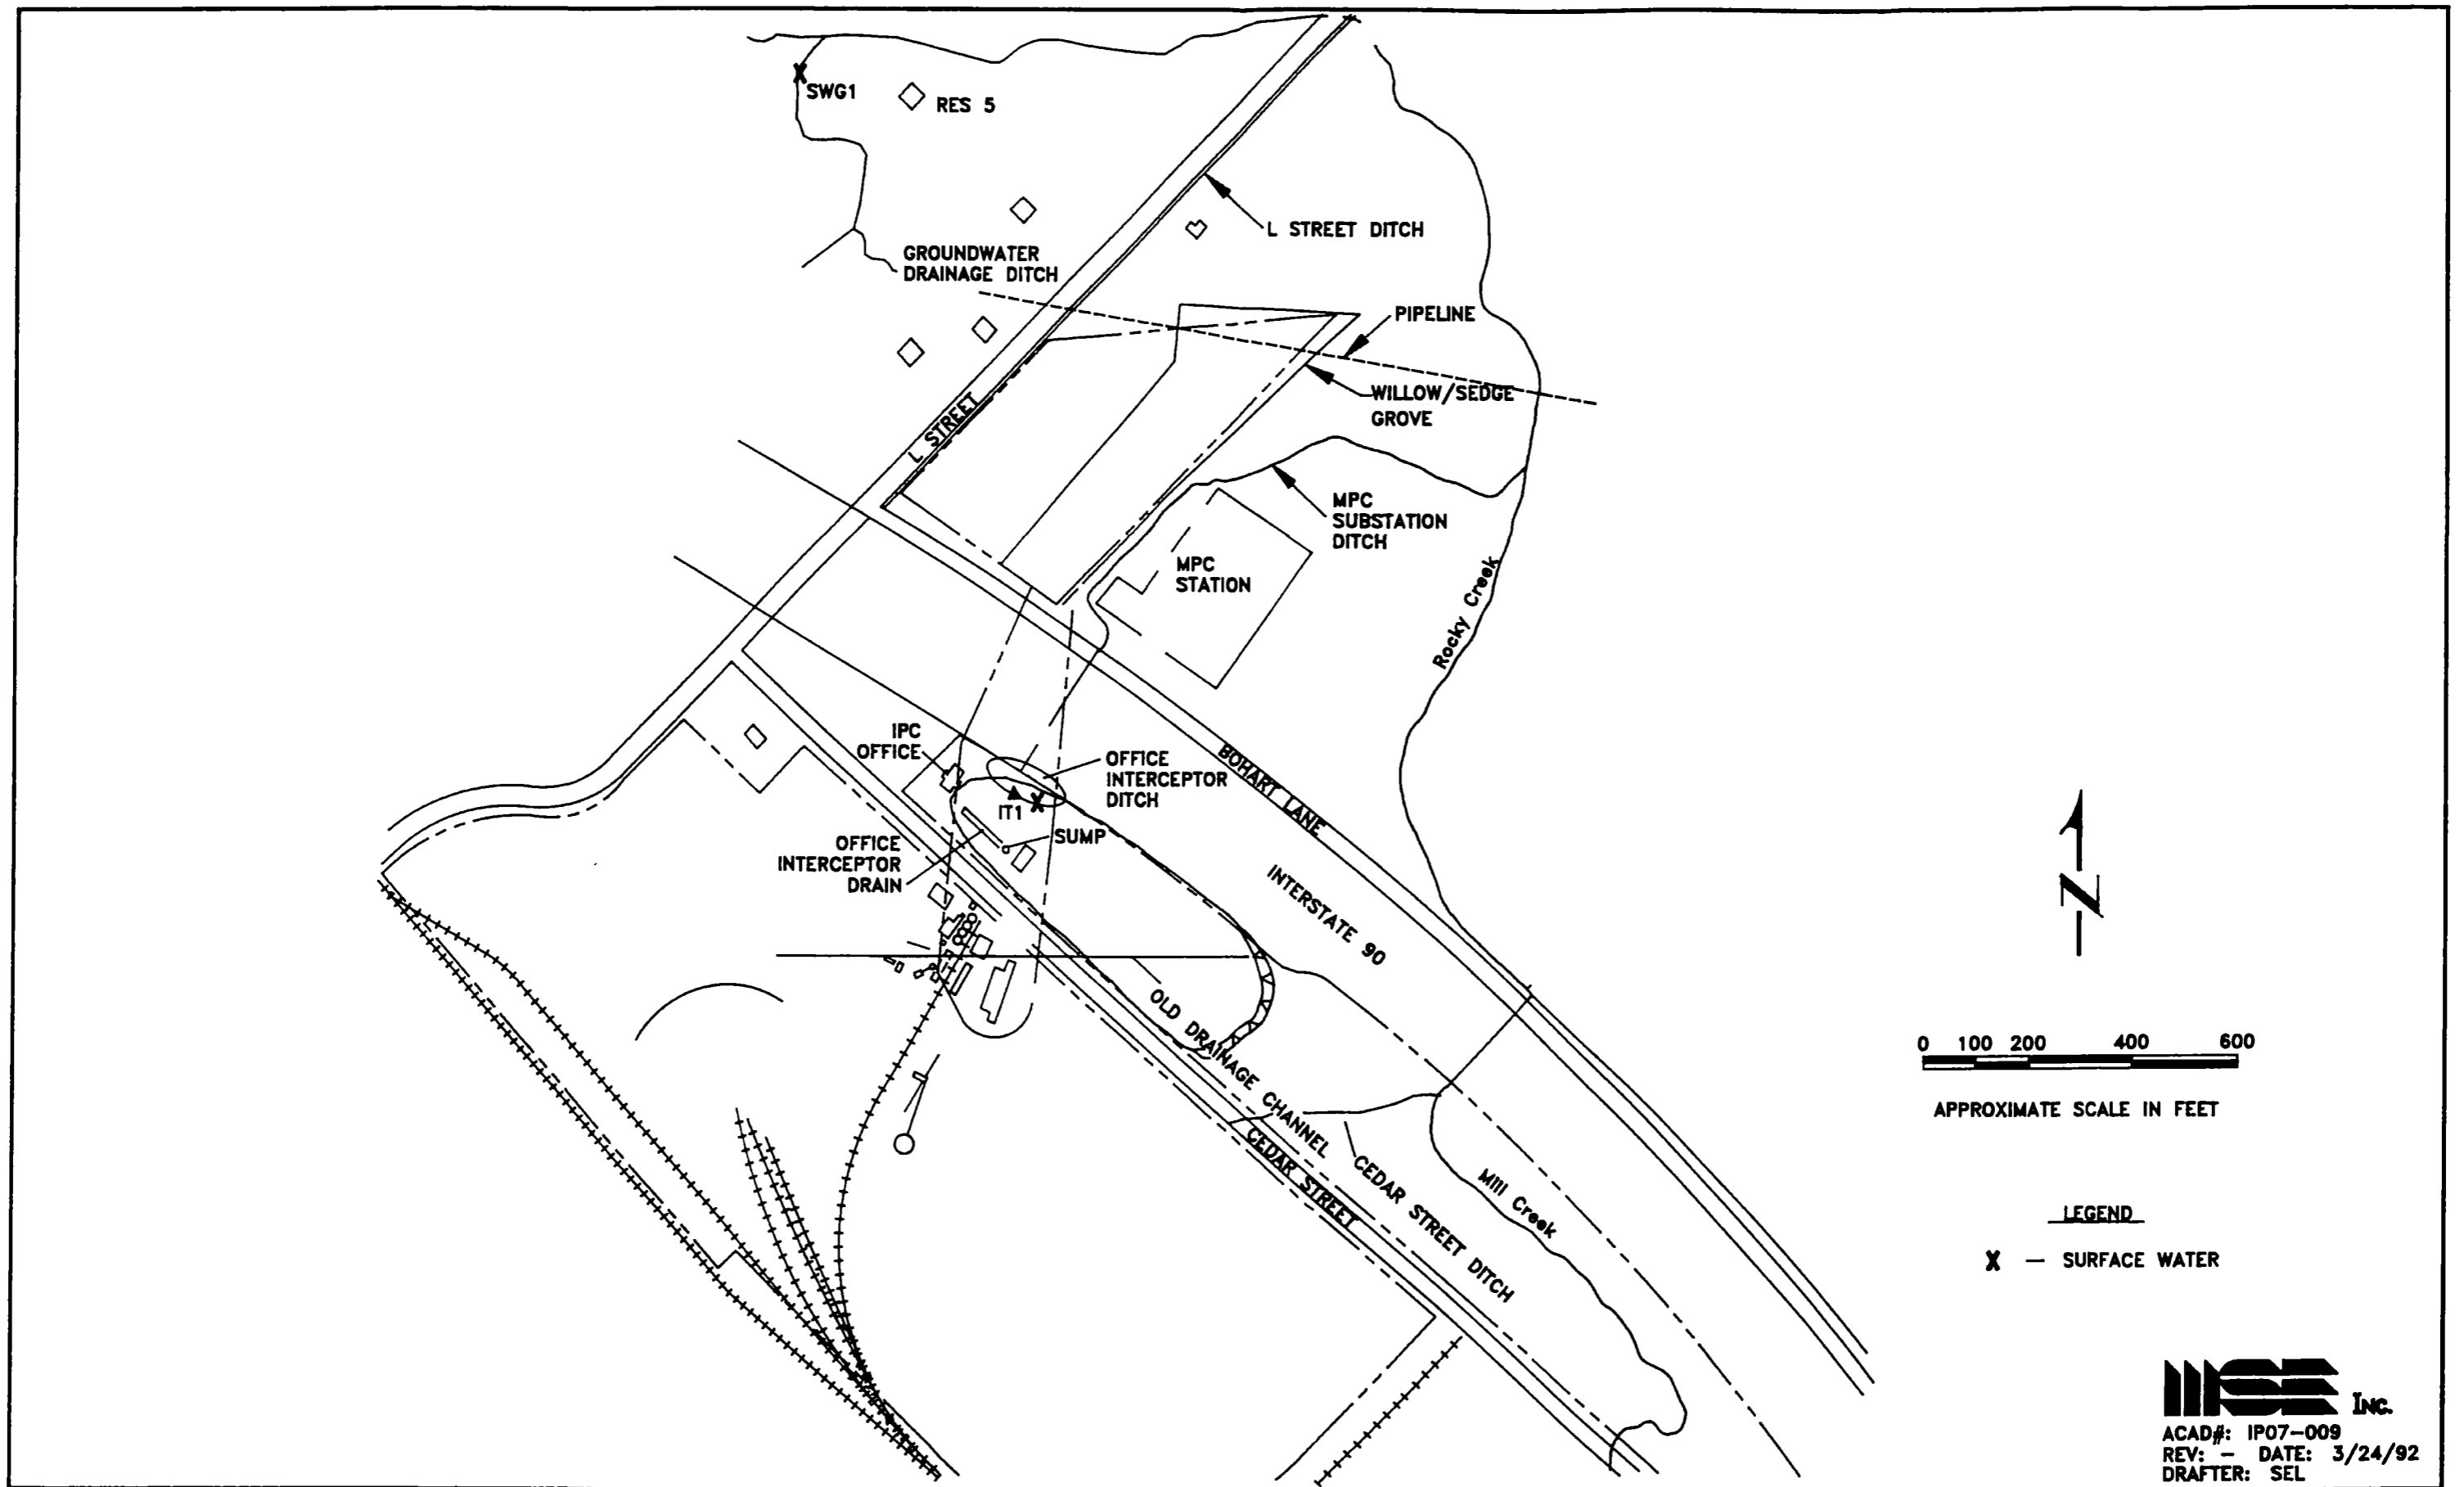 SWG1
RES 5
L STREET DITCH
GROUNDWATER
DRAINAGE DITCH
PIPELINE
WILLOW/SEDGE
GROVE
L STREET
MPC
SUBSTATION
DITCH
MPC
STATION
Rocky Creek
IPC
OFFICE
OFFICE
INTERCEPTOR
DITCH
IT1
SUMP
OFFICE
INTERCEPTOR
DRAIN
BOHART LANE
INTERSTATE 90
OLD DRAINAGE CHANNEL
CEDAR STREET
CEDAR STREET DITCH
Mill Creek
N
0 100 200 400 600
APPROXIMATE SCALE IN FEET
LEGEND
X — SURFACE WATER
MSE INC.
ACAD#: IP07-009
REV: - DATE: 3/24/92
DRAFTER: SEL